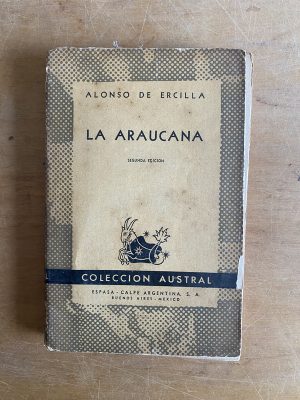 ALONSO DE ERCILLA
LA ARAUCANA
SEGUNDA EDICION
COLECCION AUSTRAL
ESPASA - CALPE ARGENTINA, S. A.
BUENOS AIRES - MEXICO